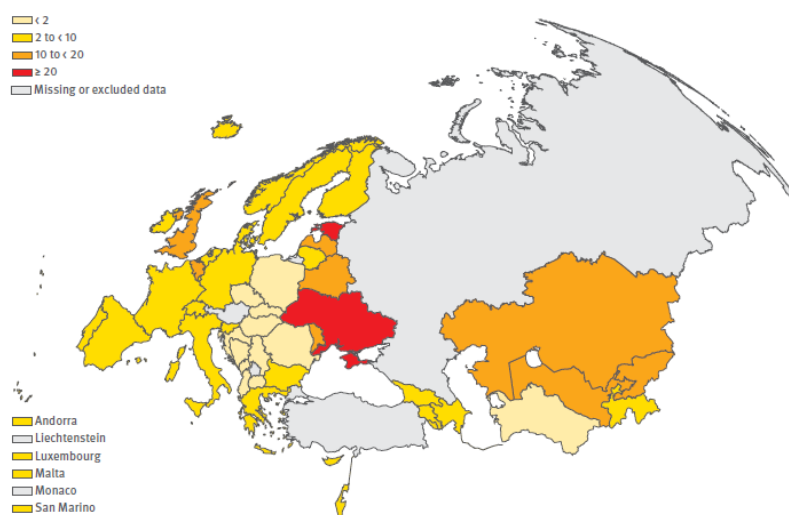 < 2
2 to < 10
10 to < 20
≥ 20
Missing or excluded data
Andorra
Liechtenstein
Luxembourg
Malta
Monaco
San Marino